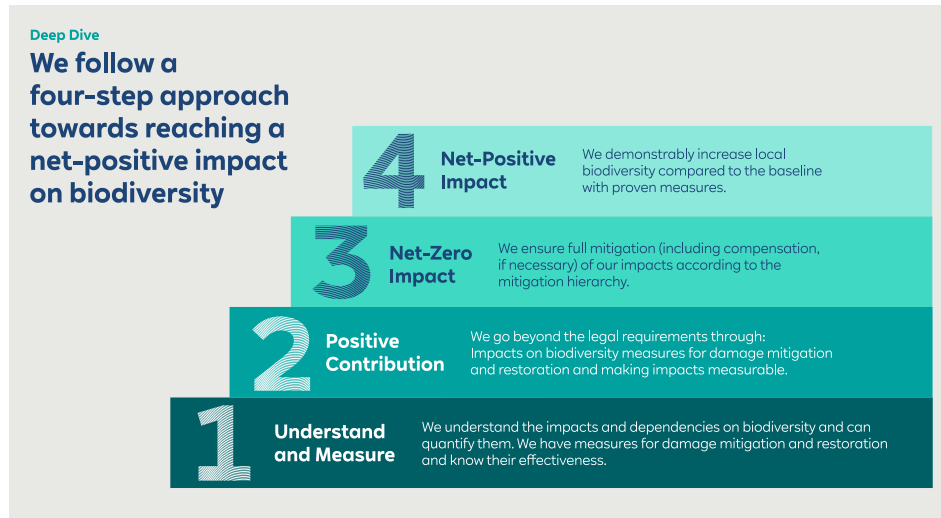 Deep Dive
We follow a
four-step approach
towards reaching a
net-positive impact
on biodiversity
4
Net-Positive
Impact
We demonstrably increase local
biodiversity compared to the baseline
with proven measures.
3
Net-Zero
Impact
We ensure full mitigation (including compensation,
if necessary) of our impacts according to the
mitigation hierarchy.
2
Positive
Contribution
We go beyond the legal requirements through:
Impacts on biodiversity measures for damage mitigation
and restoration and making impacts measurable.
1
Understand
and Measure
We understand the impacts and dependencies on biodiversity and can
quantify them. We have measures for damage mitigation and restoration
and know their effectiveness.